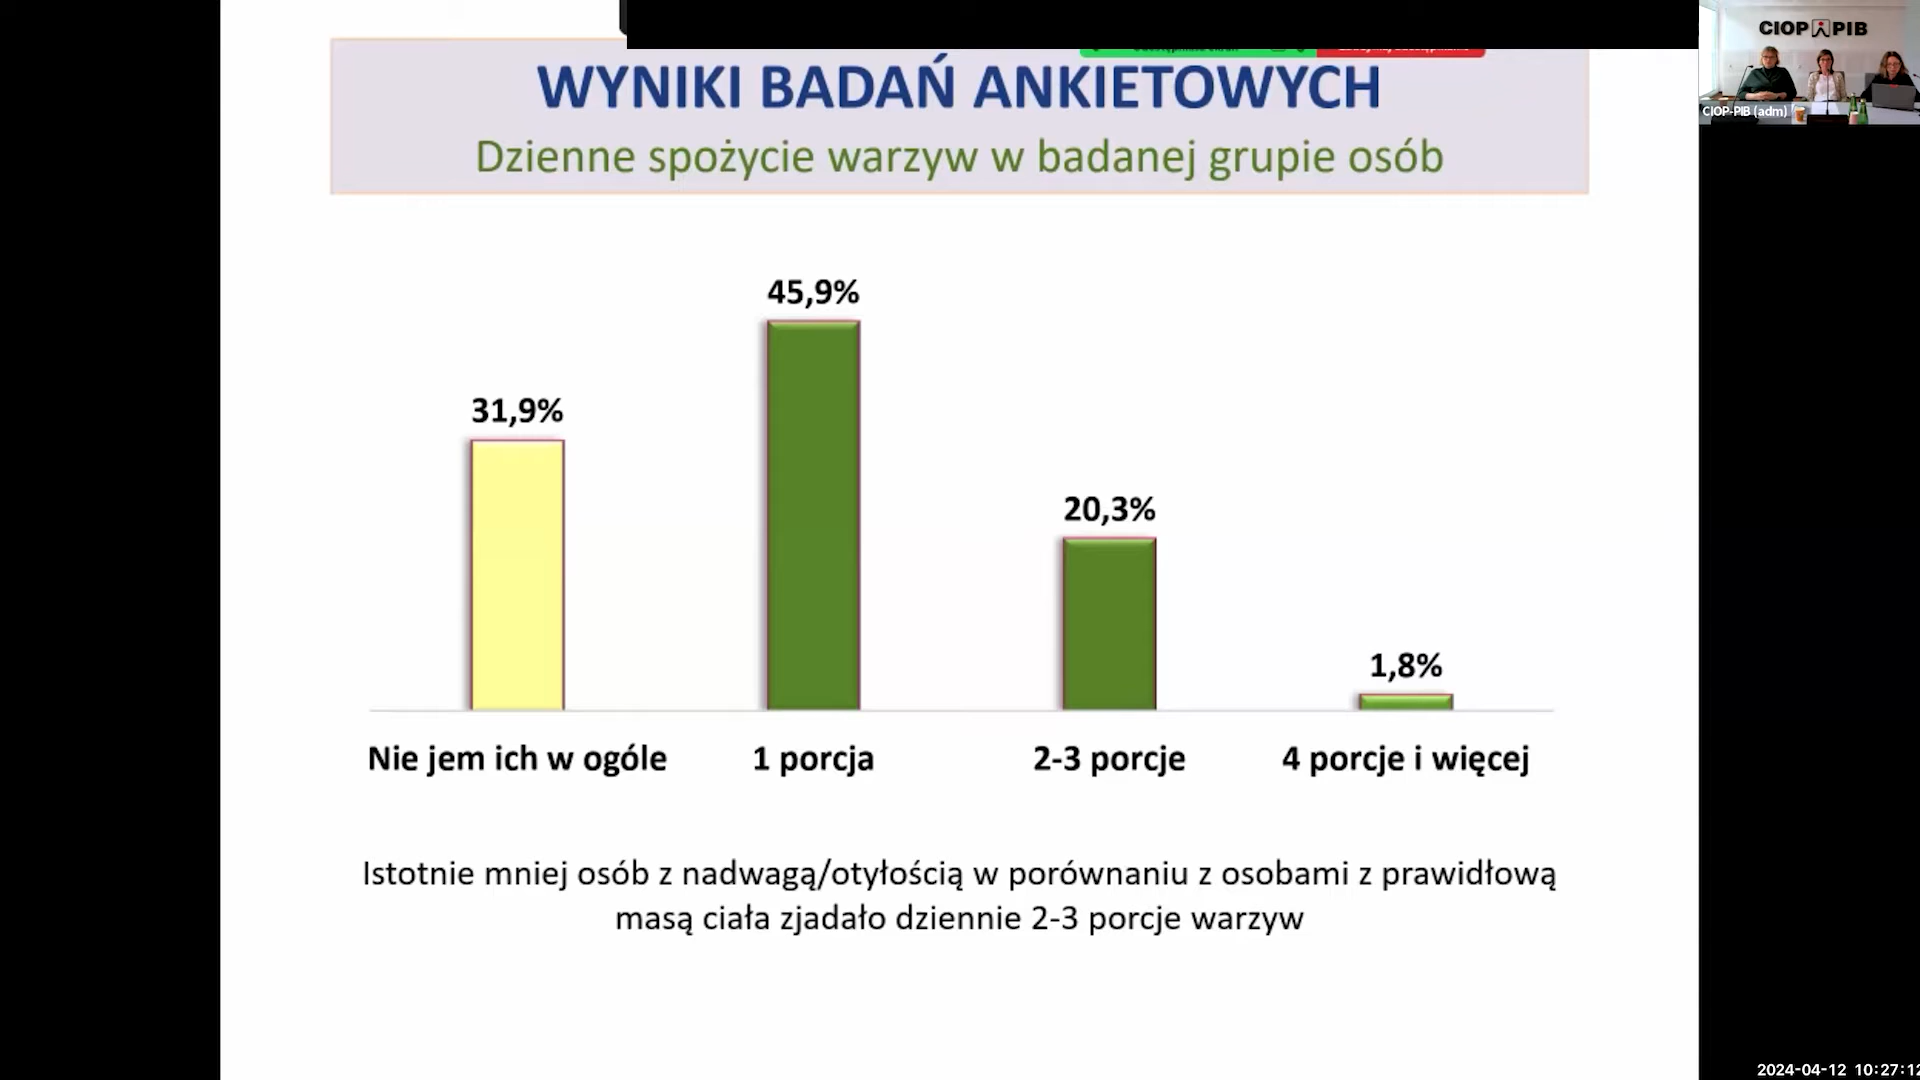 CIOP PIB
CIOP-PIB (adm)
WYNIKI BADAŃ ANKIETOWYCH
Dzienne spożycie warzyw w badanej grupie osób
45,9%
31,9%
20,3%
1,8%
Nie jem ich w ogóle
1 porcja
2-3 porcje
4 porcje i więcej
Istotnie mniej osób z nadwagą/otyłością w porównaniu z osobami z prawidłową
masą ciała zjadało dziennie 2-3 porcje warzyw
2024-04-12 10:27:12